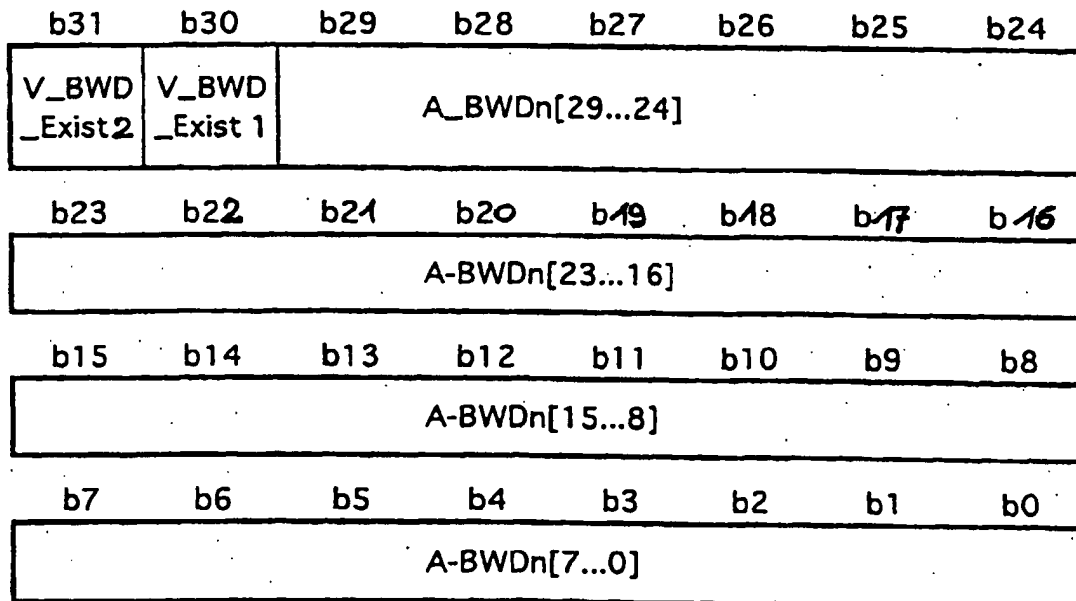 b31 b30 b29 b28 b27 b26 b25 b24
V_BWD V_BWD
_Exist2 _Exist 1
A_BWDn[29...24]
b23 b22 b21 b20 b19 b18 b17 b16
A-BWDn[23...16]
b15 b14 b13 b12 b11 b10 b9 b8
A-BWDn[15...8]
b7 b6 b5 b4 b3 b2 b1 b0
A-BWDn[7...0]